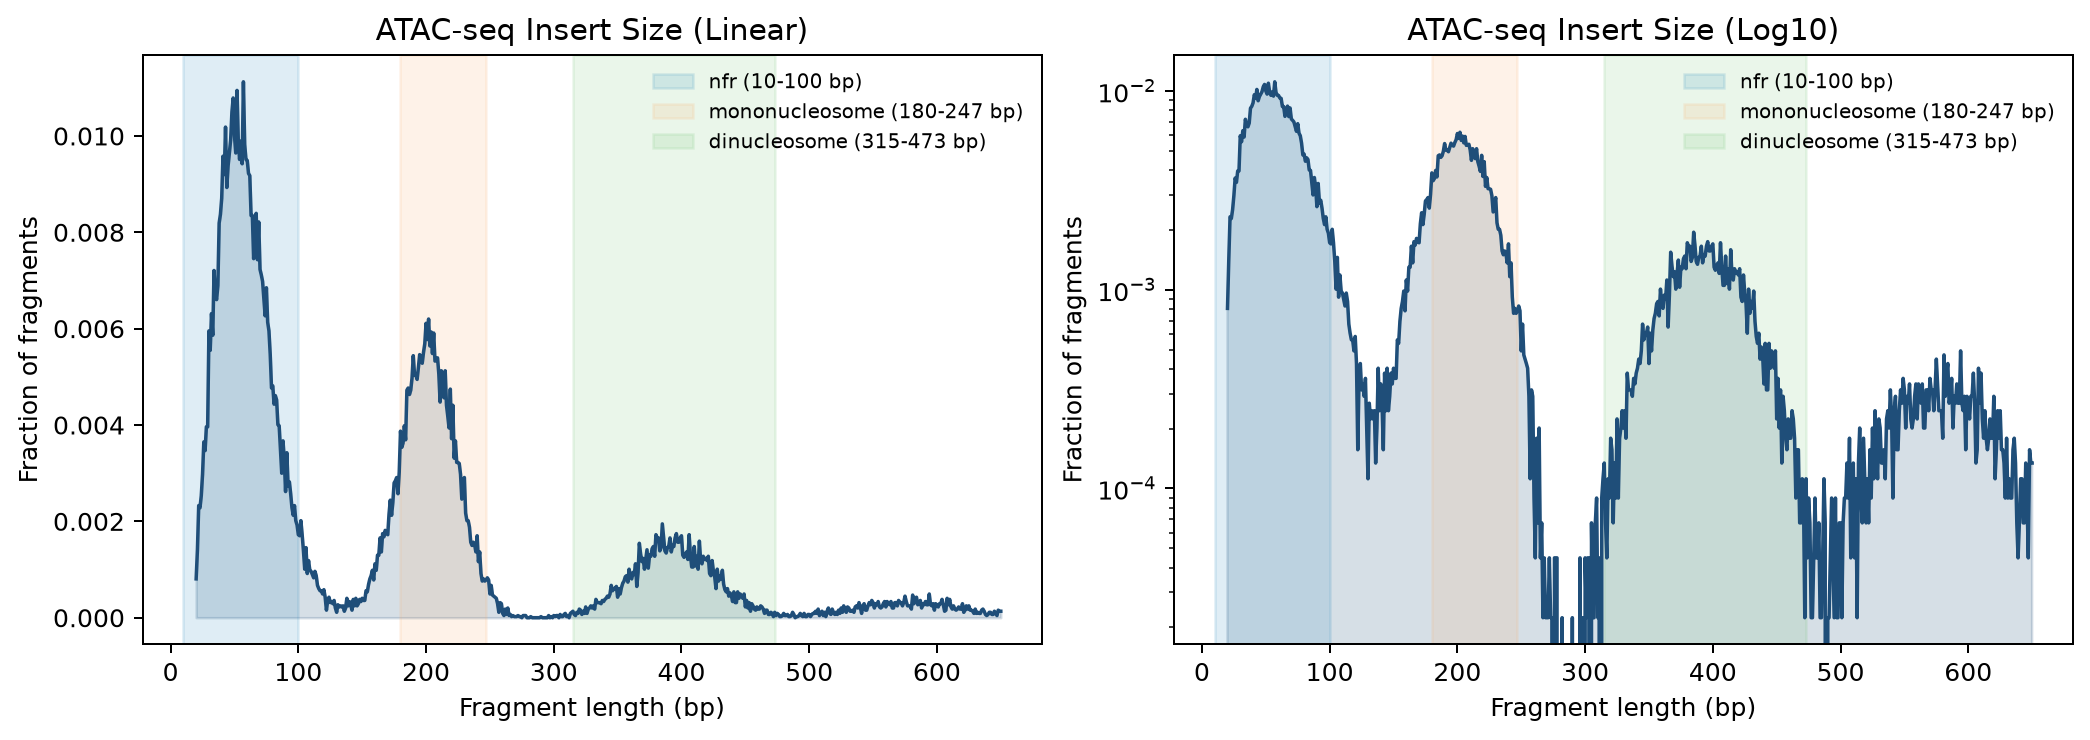 ATAC-seq Insert Size (Linear)
nfr (10-100 bp)
mononucleosome (180-247 bp)
dinucleosome (315-473 bp)
Fraction of fragments
0.010
0.008
0.006
0.004
0.002
0.000
0 100 200 300 400 500 600
Fragment length (bp)
ATAC-seq Insert Size (Log10)
nfr (10-100 bp)
mononucleosome (180-247 bp)
dinucleosome (315-473 bp)
Fraction of fragments
10⁻²
10⁻³
10⁻⁴
0 100 200 300 400 500 600
Fragment length (bp)